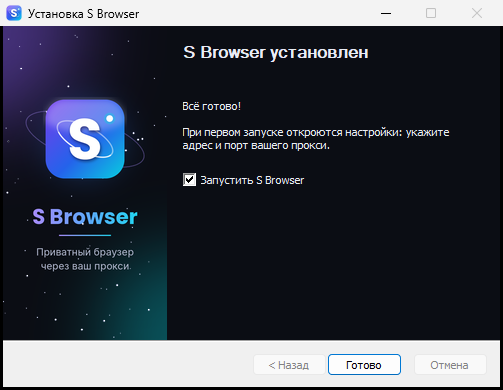 Установка S Browser
S Browser установлен
Всё готово!
При первом запуске откроются настройки: укажите
адрес и порт вашего прокси.
Запустить S Browser
S
S Browser
Приватный браузер
через ваш прокси.
< Назад
Готово
Отмена